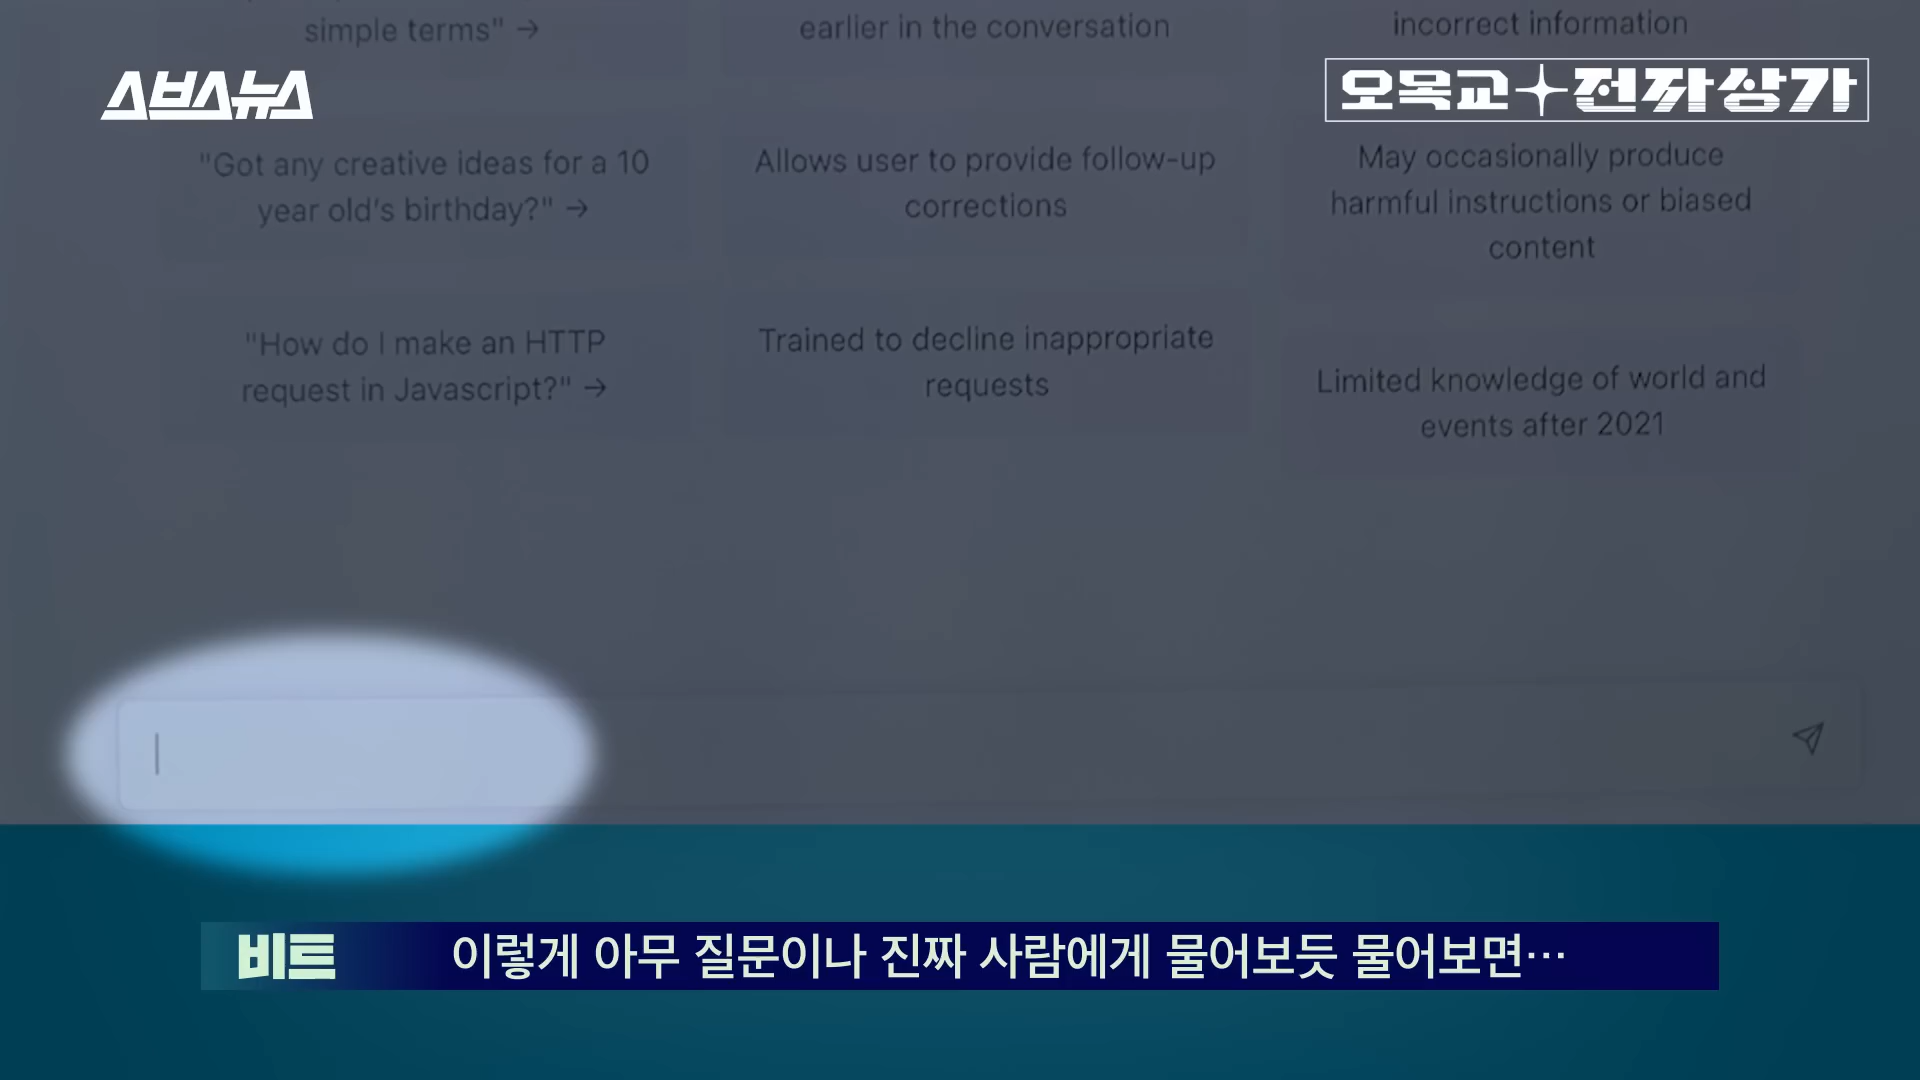 simple terms" →
earlier in the conversation
incorrect information
스브스뉴스
오목교 전자상가
"Got any creative ideas for a 10
year old's birthday?" →
Allows user to provide follow-up
corrections
May occasionally produce
harmful instructions or biased
content
"How do I make an HTTP
request in Javascript?" →
Trained to decline inappropriate
requests
Limited knowledge of world and
events after 2021
비트 이렇게 아무 질문이나 진짜 사람에게 물어보듯 물어보면…